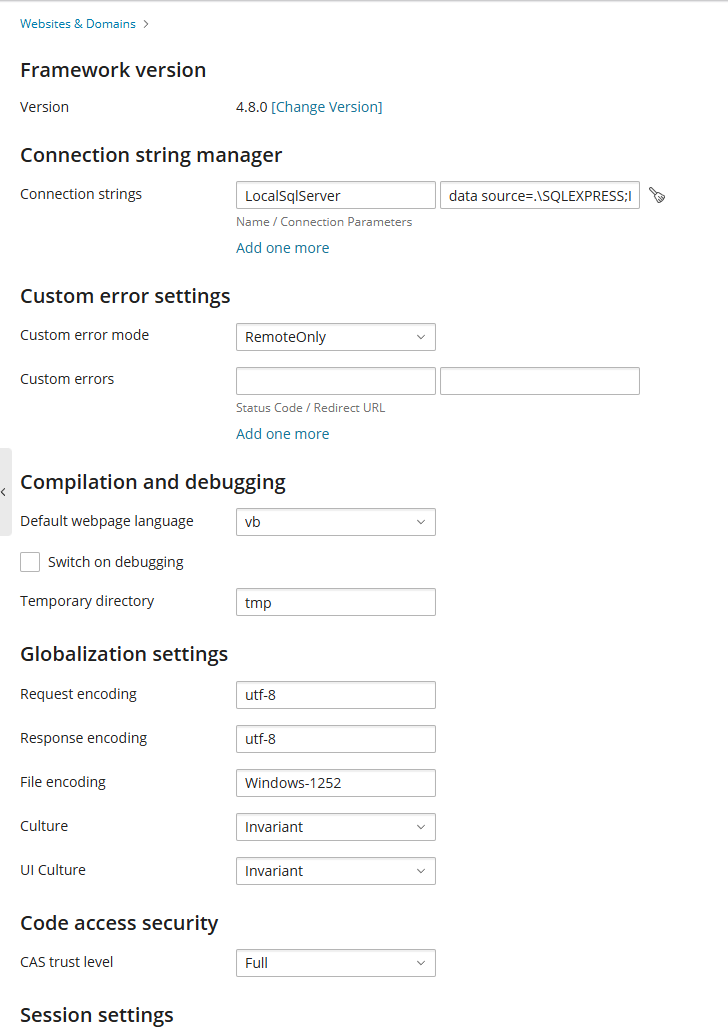 Websites & Domains >
Framework version
Version 4.8.0 [Change Version]
Connection string manager
Connection strings LocalSqlServer data source=.\SQLEXPRESS;I
Name / Connection Parameters
Add one more
Custom error settings
Custom error mode RemoteOnly
Custom errors
Status Code / Redirect URL
Add one more
Compilation and debugging
Default webpage language vb
Switch on debugging
Temporary directory tmp
Globalization settings
Request encoding utf-8
Response encoding utf-8
File encoding Windows-1252
Culture Invariant
UI Culture Invariant
Code access security
CAS trust level Full
Session settings